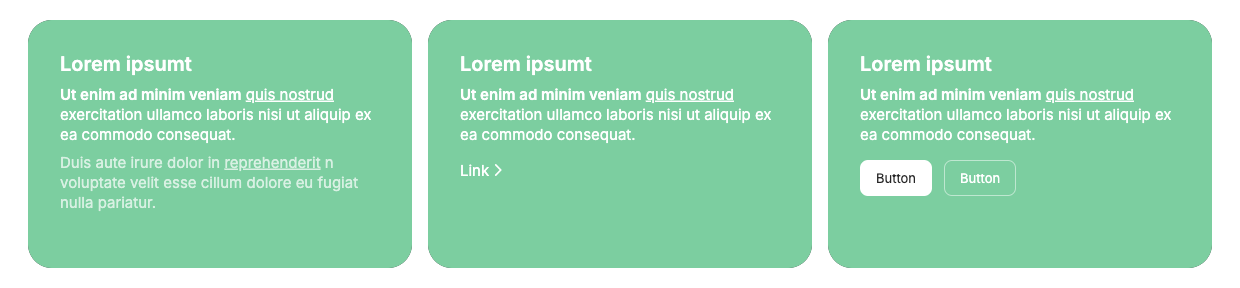 Lorem ipsumt
Ut enim ad minim veniam quis nostrud
exercitation ullamco laboris nisi ut aliquip ex
ea commodo consequat.
Duis aute irure dolor in reprehenderit n
voluptate velit esse cillum dolore eu fugiat
nulla pariatur.
Lorem ipsumt
Ut enim ad minim veniam quis nostrud
exercitation ullamco laboris nisi ut aliquip ex
ea commodo consequat.
Link
Lorem ipsumt
Ut enim ad minim veniam quis nostrud
exercitation ullamco laboris nisi ut aliquip ex
ea commodo consequat.
Button Button